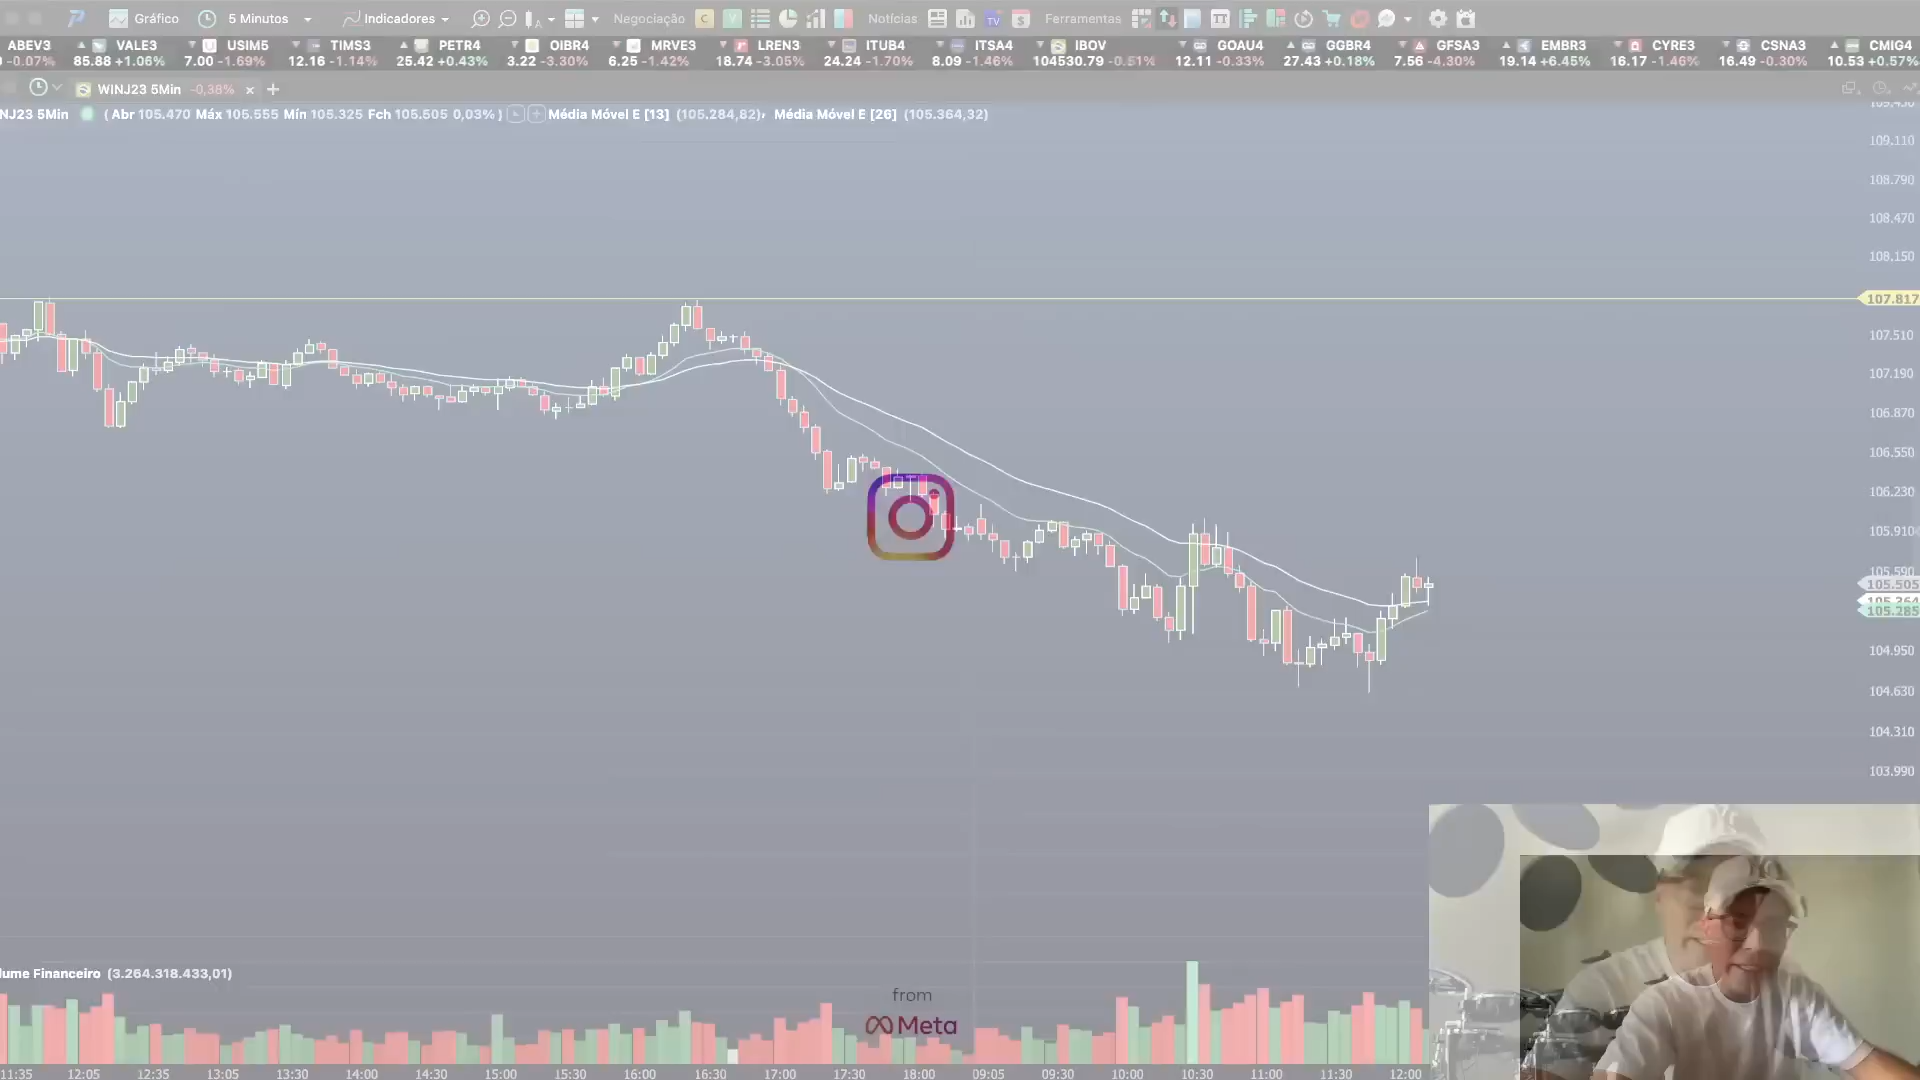 Gráfico 5 Minutos Indicadores Negociação C V Notícias TV $ Ferramentas TT
ABEV3 VALE3 USIM5 TIMS3 PETR4 OIBR4 MRVE3 LREN3 ITUB4 ITSA4 IBOV GOAU4 GGBR4 GFSA3 EMBR3 CYRE3 CSNA3 CMIG4
-0.07% 85.88 +1.06% 7.00 -1.69% 12.16 -1.14% 25.42 +0.43% 3.22 -3.30% 6.25 -1.42% 18.74 -3.05% 24.24 -1.70% 8.09 -1.46% 104530.79 -0.51% 12.11 -0.33% 27.43 +0.18% 7.56 -4.30% 19.14 +6.45% 16.17 -1.46% 16.49 -0.30% 10.53 +0.57%
WINJ23 5Min -0,38% × +
NJ23 5Min (Abr 105.470 Máx 105.555 Mín 105.325 Fch 105.505 0,03%) Média Móvel E [13] (105.284,82) Média Móvel E [26] (105.364,32)
109.430
109.110
108.790
108.470
108.150
107.817
107.510
107.190
106.870
106.550
106.230
105.910
105.590
105.505
105.364
105.285
104.950
104.630
104.310
103.990
lume Financeiro (3.264.318.433,01)
from
Meta
11:35 12:05 12:35 13:05 13:30 14:00 14:30 15:00 15:30 16:00 16:30 17:00 17:30 18:00 09:05 09:30 10:00 10:30 11:00 11:30 12:00